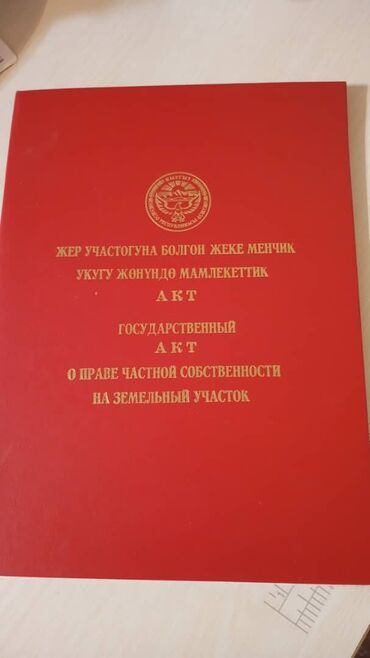 ЖЕР УЧАСТОГУНА БОЛГОН ЖЕКЕ МЕНЧИК
УКУГУ ЖӨНҮНДӨ МАМЛЕКЕТТИК
АКТ
ГОСУДАРСТВЕННЫЙ
АКТ
О ПРАВЕ ЧАСТНОЙ СОБСТВЕННОСТИ
НА ЗЕМЕЛЬНЫЙ УЧАСТОК